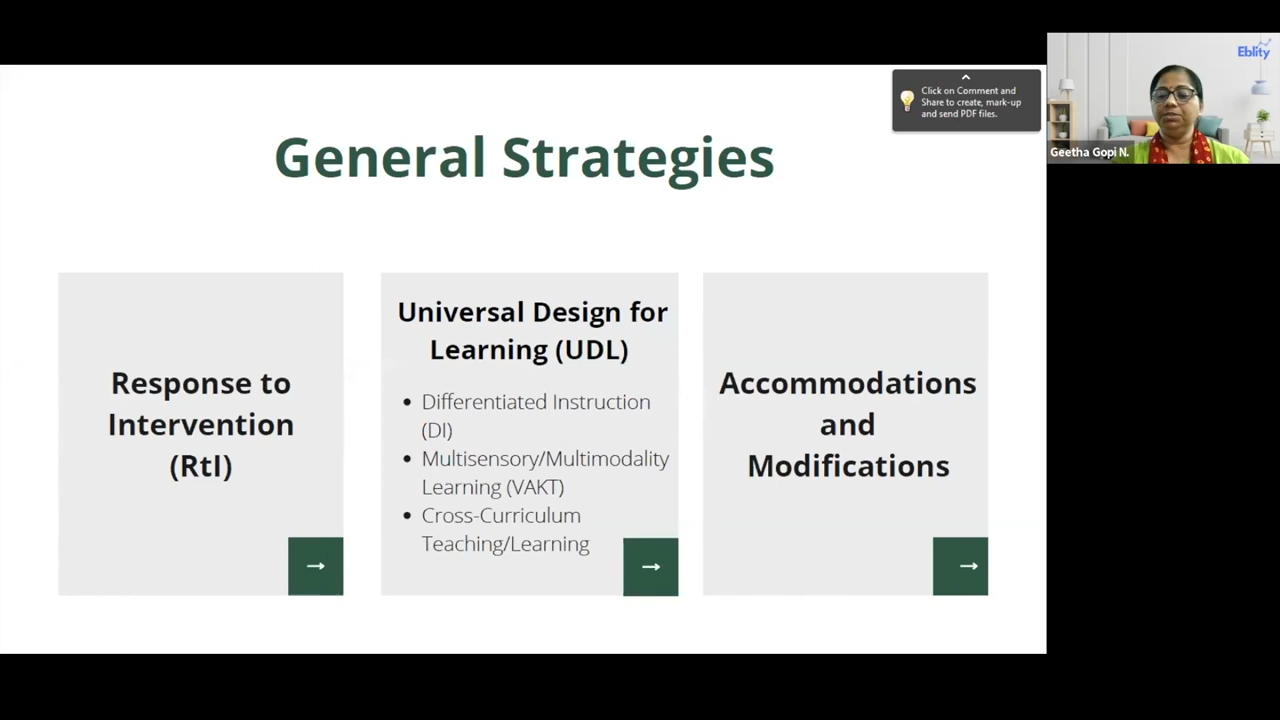 General Strategies
Response to
Intervention
(RtI)
Universal Design for
Learning (UDL)
• Differentiated Instruction
(DI)
• Multisensory/Multimodality
Learning (VAKT)
• Cross-Curriculum
Teaching/Learning
Accommodations
and
Modifications
Click on Comment and
Share to create, mark-up
and send PDF files.
Eblity
Geetha Gopi N.